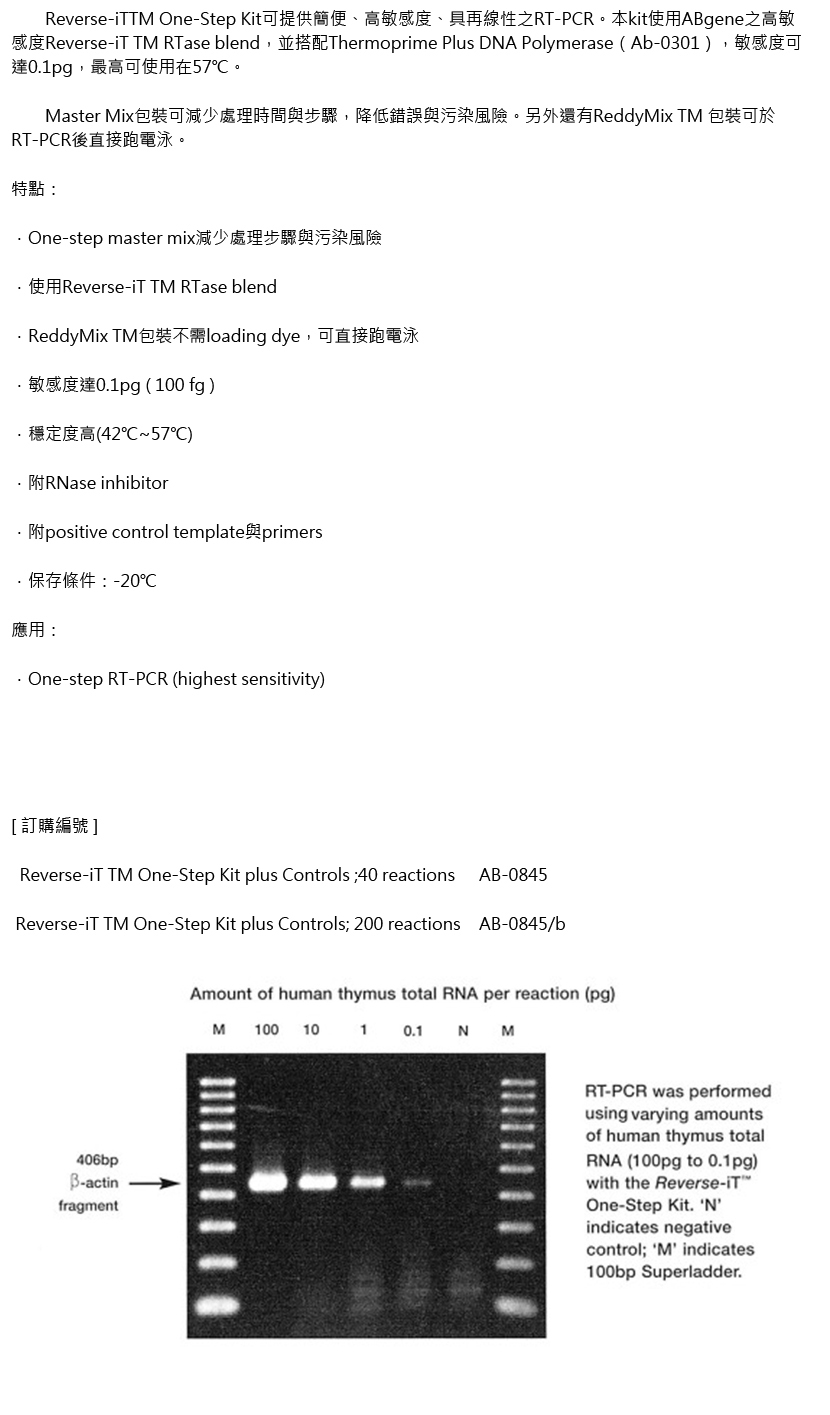 Reverse-iTTM One-Step Kit可提供簡便、高敏感度、具再線性之RT-PCR。本kit使用ABgene之高敏
感度Reverse-iT TM RTase blend，並搭配Thermoprime Plus DNA Polymerase（Ab-0301），敏感度可
達0.1pg，最高可使用在57℃。
Master Mix包裝可減少處理時間與步驟，降低錯誤與污染風險。另外還有ReddyMix TM 包裝可於
RT-PCR後直接跑電泳。
特點：
．One-step master mix減少處理步驟與污染風險
．使用Reverse-iT TM RTase blend
．ReddyMix TM包裝不需loading dye，可直接跑電泳
．敏感度達0.1pg ( 100 fg )
．穩定度高(42℃~57℃)
．附RNase inhibitor
．附positive control template與primers
．保存條件：-20℃
應用：
．One-step RT-PCR (highest sensitivity)
[ 訂購編號 ]
Reverse-iT TM One-Step Kit plus Controls ;40 reactions AB-0845
Reverse-iT TM One-Step Kit plus Controls; 200 reactions AB-0845/b
Amount of human thymus total RNA per reaction (pg)
M 100 10 1 0.1 N M
406bp
β-actin
fragment
RT-PCR was performed
using varying amounts
of human thymus total
RNA (100pg to 0.1pg)
with the Reverse-iT™
One-Step Kit. ‘N’
indicates negative
control; ‘M’ indicates
100bp Superladder.